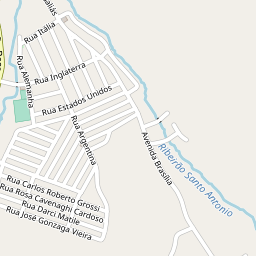 Rua Itália
Rua Inglaterra
Rua Alemanha
Rua Estados Unidos
Rua Argentina
Avenida Brasília
Ribeirão Santo Antonio
Rua Carlos Roberto Grossi
Rua Rosa Cavenaghi Cardoso
Rua Darci Matile
Rua José Gonzaga Vieira